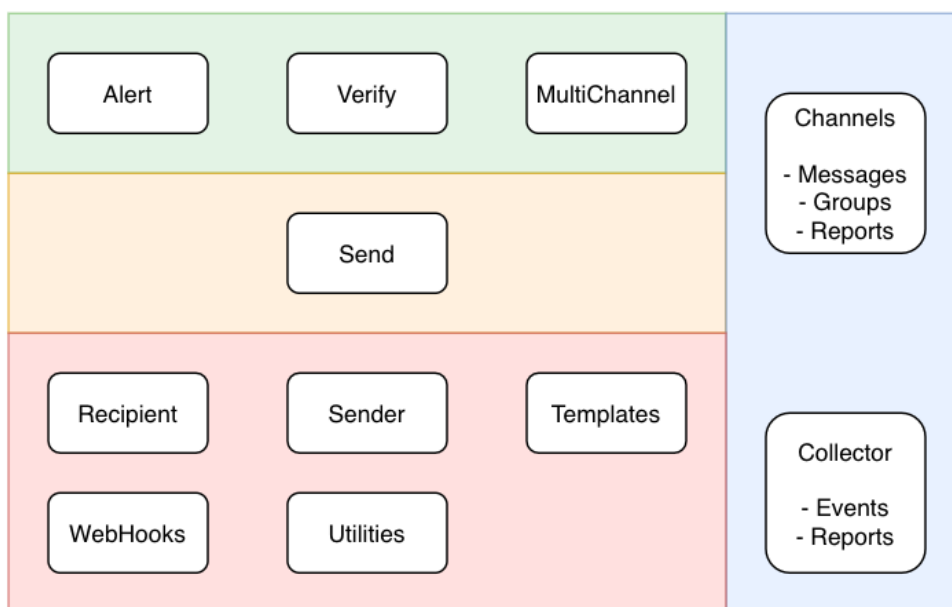 Alert
Verify
MultiChannel
Send
Recipient
Sender
Templates
WebHooks
Utilities
Channels
- Messages
- Groups
- Reports
Collector
- Events
- Reports